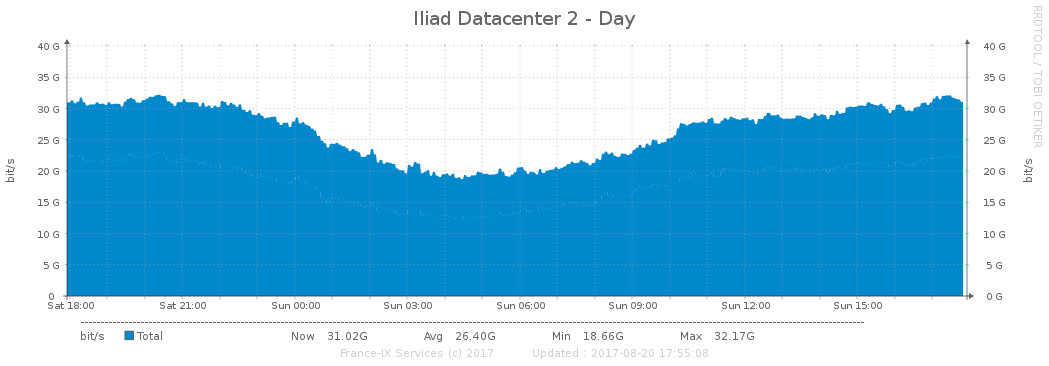 Iliad Datacenter 2 - Day
RRDTOOL / TOBI OETIKER
40 G 40 G
35 G 35 G
30 G 30 G
25 G 25 G
20 G 20 G
15 G 15 G
10 G 10 G
5 G 5 G
0 0 G
bit/s
bit/s
Sat 18:00 Sat 21:00 Sun 00:00 Sun 03:00 Sun 06:00 Sun 09:00 Sun 12:00 Sun 15:00
bit/s Total Now 31.02G Avg 26.40G Min 18.66G Max 32.17G
France-IX Services (c) 2017 Updated : 2017-08-20 17:55:08